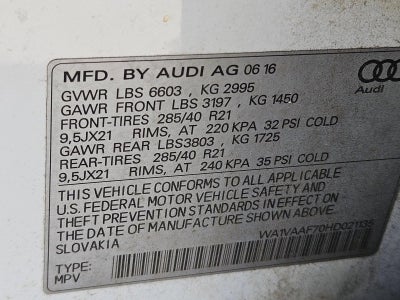 MFD. BY AUDI AG 06 16
GVWR LBS 6603 , KG 2995
GAWR FRONT LBS 3197 , KG 1450
FRONT-TIRES 285/40 R21
9,5JX21 RIMS, AT 220 KPA 32 PSI COLD
GAWR REAR LBS3803 , KG 1725
REAR-TIRES 285/40 R21
9,5JX21 RIMS, AT 240 KPA 35 PSI COLD
Audi
THIS VEHICLE CONFORMS TO ALL APPLICABLE
U.S. FEDERAL MOTOR VEHICLE SAFETY AND
THEFT PREVENTION STANDARDS IN EFFECT ON
THE DATE OF MANUFACTURE SHOWN ABOVE.
SLOVAKIA
WA1VAAF70HD021135
TYPE:
MPV